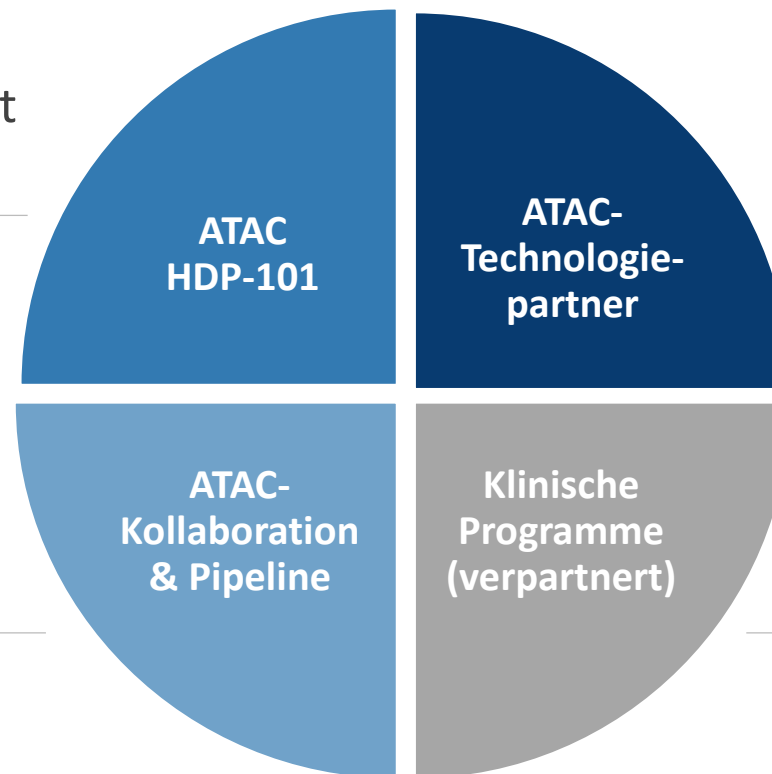 t
ATAC
HDP-101
ATAC-
Technologie-
partner
ATAC-
Kollaboration
& Pipeline
Klinische
Programme
(verpartnert)